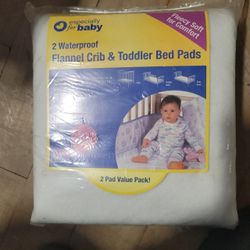 especially
for baby
Fleecy Soft
for Comfort!
2 Waterproof
Flannel Crib & Toddler Bed Pads
2 Pad Value Pack!